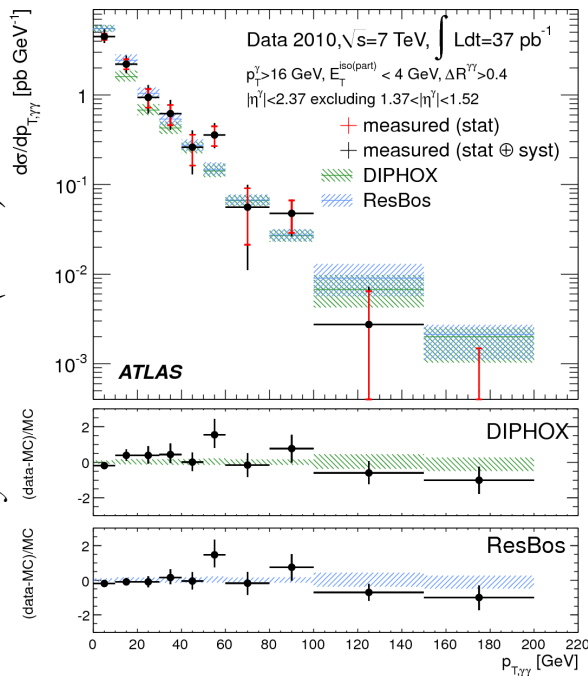 dσ/dp_T,γγ [pb GeV⁻¹]
Data 2010, √s=7 TeV, ∫ Ldt=37 pb⁻¹
p_T^γ>16 GeV, E_T^iso(part) < 4 GeV, ΔR^γγ>0.4
|η^γ|<2.37 excluding 1.37<|η^γ|<1.52
measured (stat)
measured (stat ⊕ syst)
DIPHOX
ResBos
1
10⁻¹
10⁻²
10⁻³
ATLAS
(data-MC)/MC
2
0
-2
DIPHOX
(data-MC)/MC
2
0
-2
ResBos
0 20 40 60 80 100 120 140 160 180 200 220
p_T,γγ [GeV]